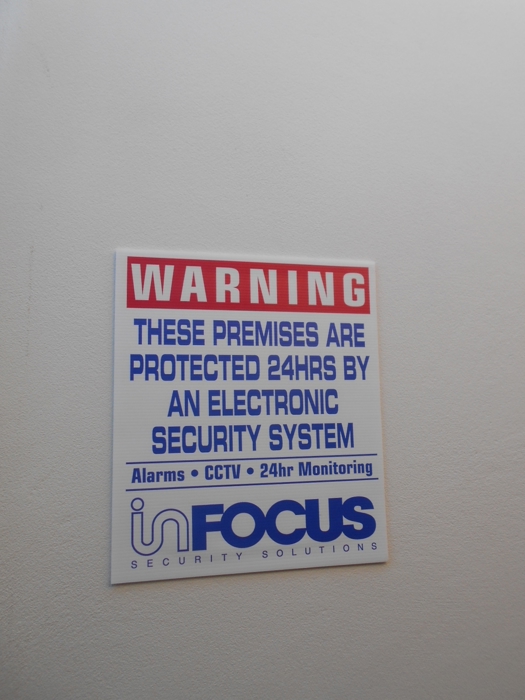 WARNING
THESE PREMISES ARE
PROTECTED 24HRS BY
AN ELECTRONIC
SECURITY SYSTEM
Alarms • CCTV • 24hr Monitoring
inFOCUS
SECURITY SOLUTIONS